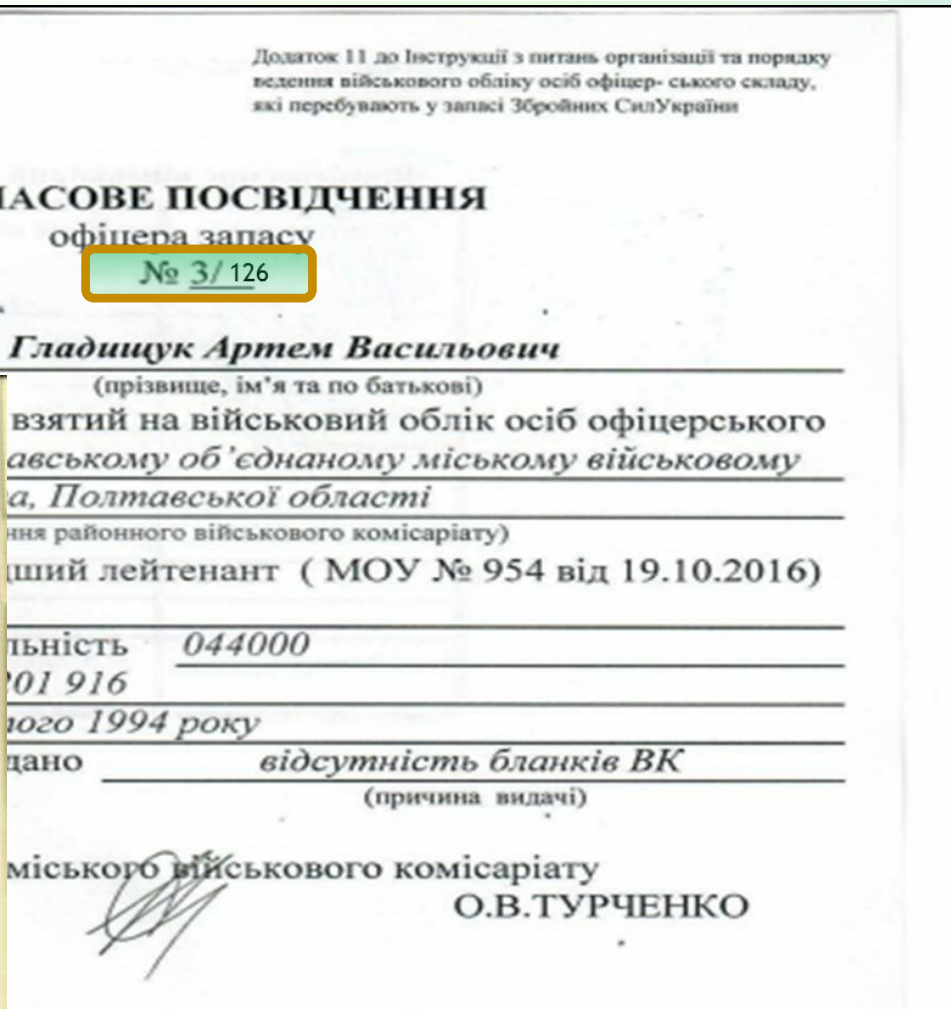 Додаток 11 до Інструкції з питань організації та порядку
ведення військового обліку осіб офіцер- ського складу,
які перебувають у запасі Збройних СилУкраїни
ЧАСОВЕ ПОСВІДЧЕННЯ
офіцера запасу
№ 3/ 126
Гладищук Артем Васильович
(прізвище, ім'я та по батькові)
взятий на військовий облік осіб офіцерського
авському об'єднаному міському військовому
а, Полтавської області
ння районного військового комісаріату)
дший лейтенант ( МОУ № 954 від 19.10.2016)
льність 044000
201 916
того 1994 року
дано відсутність бланків ВК
(причина видачі)
міського військового комісаріату
О.В.ТУРЧЕНКО